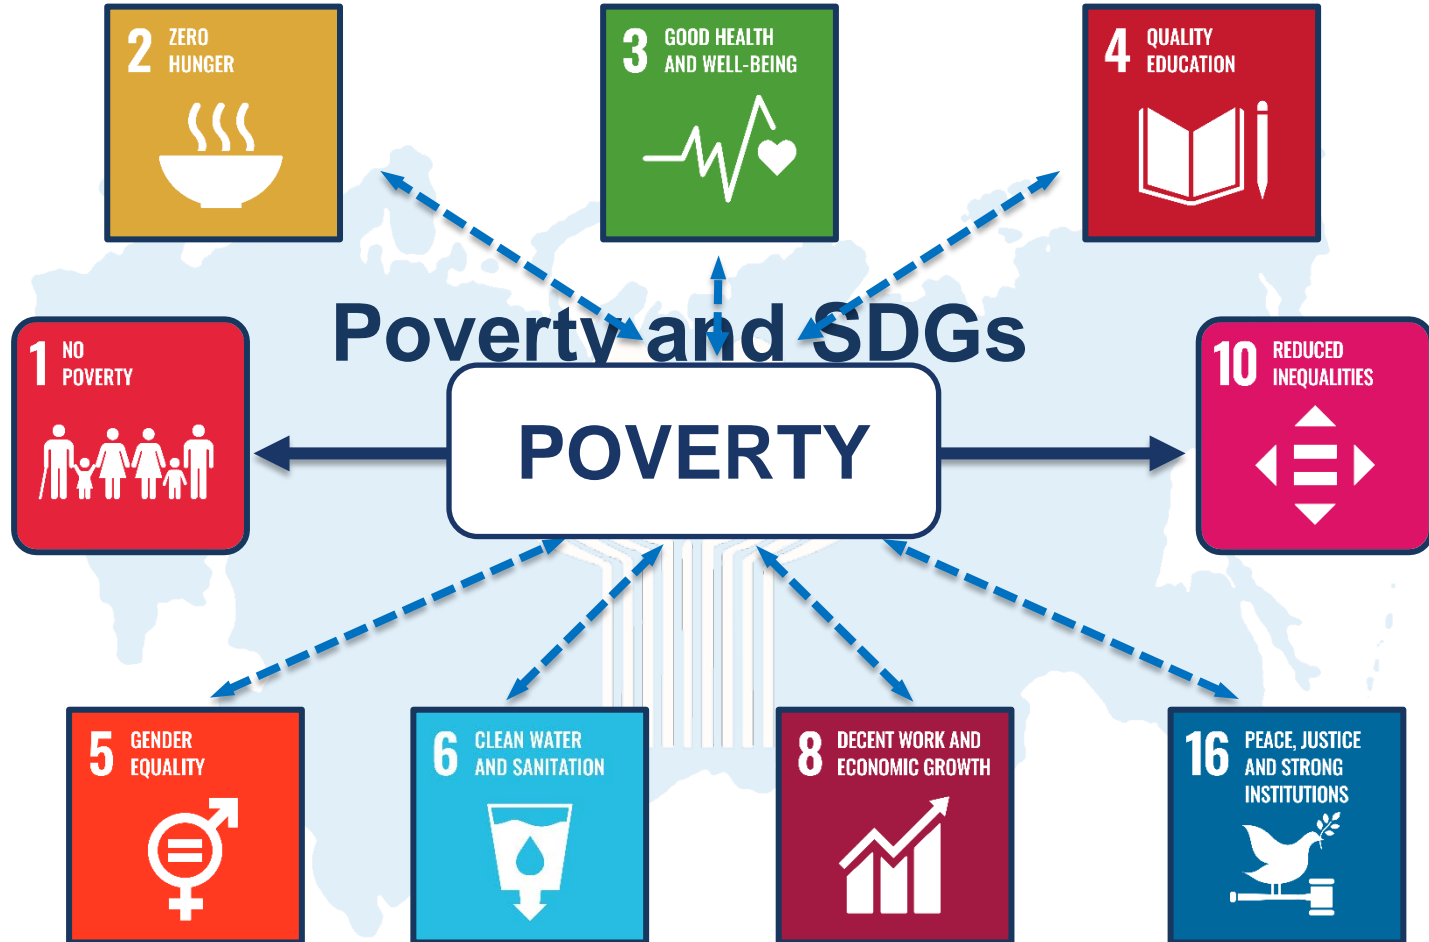 2 ZERO
HUNGER
3 GOOD HEALTH
AND WELL-BEING
4 QUALITY
EDUCATION
Poverty and SDGs
1 NO
POVERTY
POVERTY
10 REDUCED
INEQUALITIES
5 GENDER
EQUALITY
6 CLEAN WATER
AND SANITATION
8 DECENT WORK AND
ECONOMIC GROWTH
16 PEACE, JUSTICE
AND STRONG
INSTITUTIONS